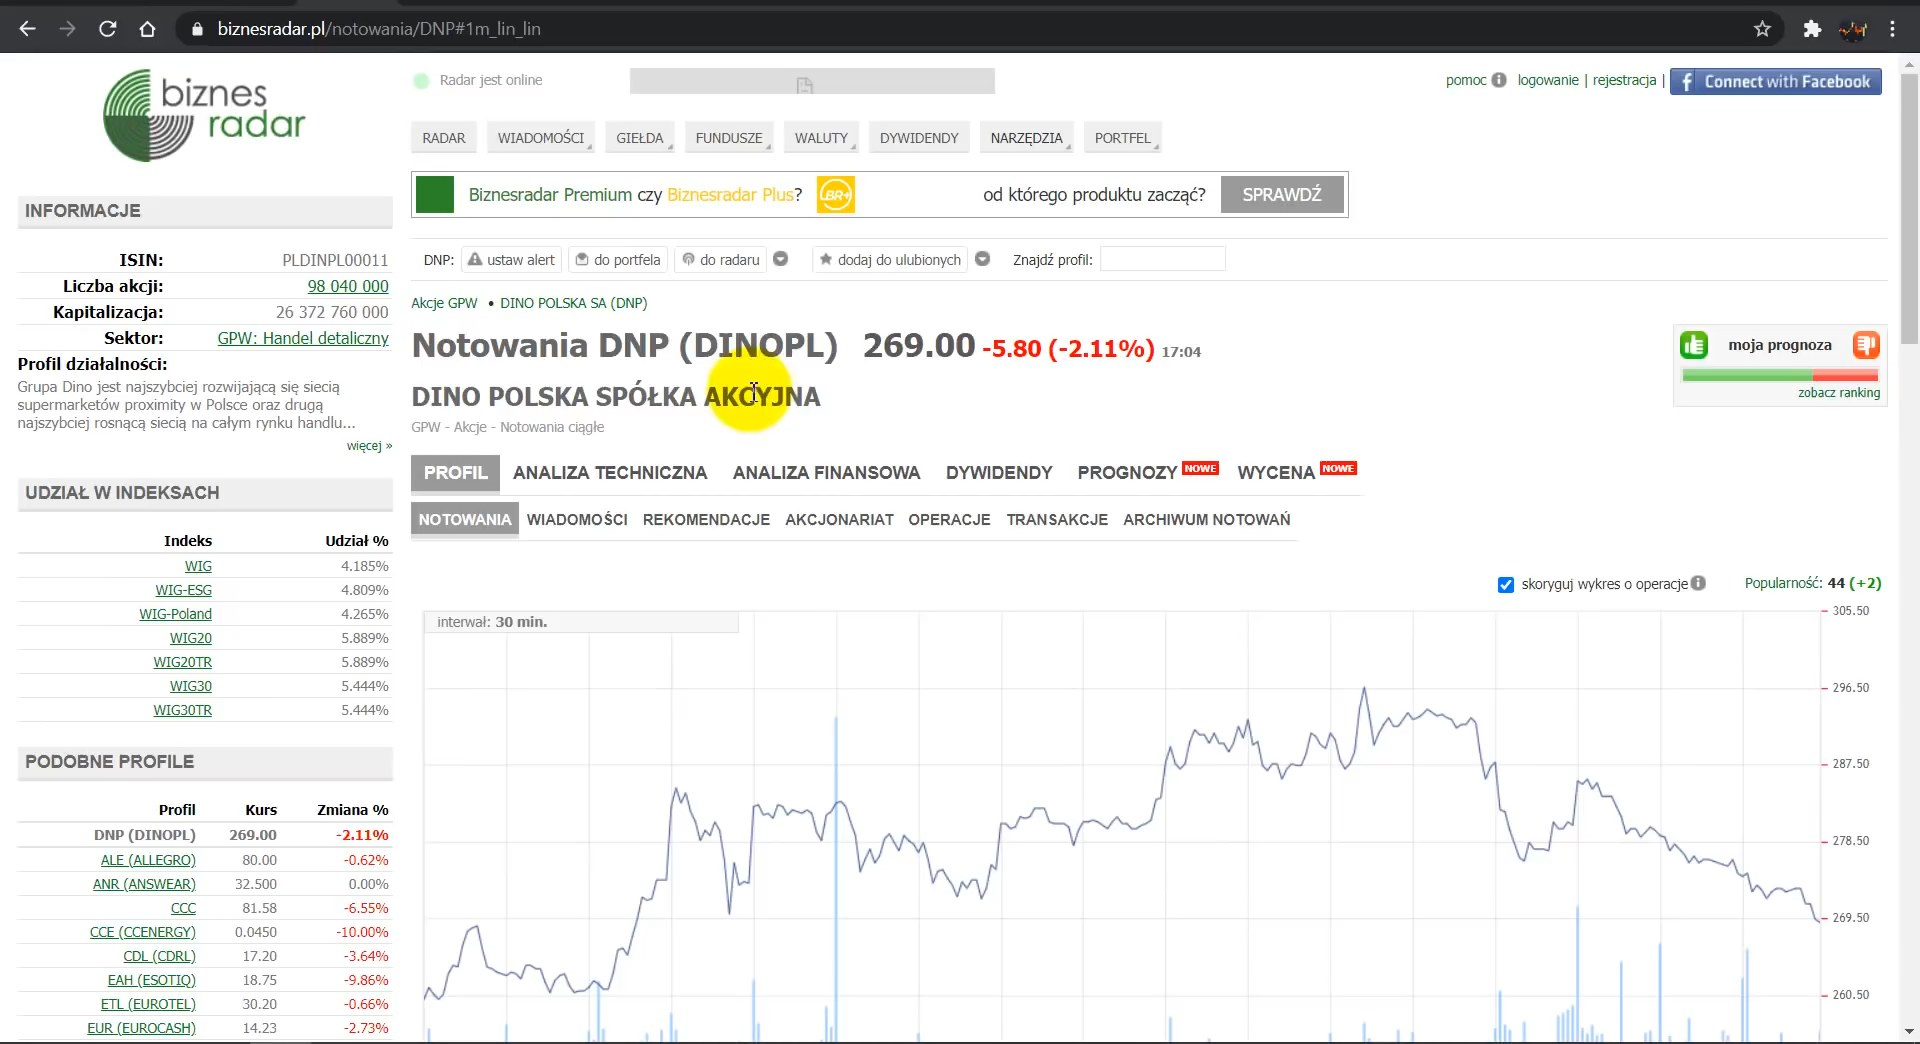 biznesradar.pl/notowania/DNP#1m_lin_lin
biznes
radar
Radar jest online
pomoc logowanie | rejestracja |
f Connect with Facebook
RADAR WIADOMOŚCI GIEŁDA FUNDUSZE WALUTY DYWIDENDY NARZĘDZIA PORTFEL
Biznesradar Premium czy Biznesradar Plus? BR+ od którego produktu zacząć? SPRAWDŹ
DNP: ustaw alert do portfela do radaru dodaj do ulubionych Znajdź profil:
Akcje GPW • DINO POLSKA SA (DNP)
Notowania DNP (DINOPL) 269.00 -5.80 (-2.11%) 17:04
DINO POLSKA SPÓŁKA AKCYJNA
GPW - Akcje - Notowania ciągłe
moja prognoza
zobacz ranking
PROFIL ANALIZA TECHNICZNA ANALIZA FINANSOWA DYWIDENDY PROGNOZY NOWE WYCENA NOWE
NOTOWANIA WIADOMOŚCI REKOMENDACJE AKCJONARIAT OPERACJE TRANSAKCJE ARCHIWUM NOTOWAŃ
skoryguj wykres o operacje Popularność: 44 (+2)
interwał: 30 min.
305.50
296.50
287.50
278.50
269.50
260.50
INFORMACJE
ISIN: PLDINPL00011
Liczba akcji: 98 040 000
Kapitalizacja: 26 372 760 000
Sektor: GPW: Handel detaliczny
Profil działalności:
Grupa Dino jest najszybciej rozwijającą się siecią
supermarketów proximity w Polsce oraz drugą
najszybciej rosnącą siecią na całym rynku handlu...
więcej »
UDZIAŁ W INDEKSACH
Indeks Udział %
WIG 4.185%
WIG-ESG 4.809%
WIG-Poland 4.265%
WIG20 5.889%
WIG20TR 5.889%
WIG30 5.444%
WIG30TR 5.444%
PODOBNE PROFILE
Profil Kurs Zmiana %
DNP (DINOPL) 269.00 -2.11%
ALE (ALLEGRO) 80.00 -0.62%
ANR (ANSWEAR) 32.500 0.00%
CCC 81.58 -6.55%
CCE (CCENERGY) 0.0450 -10.00%
CDL (CDRL) 17.20 -3.64%
EAH (ESOTIQ) 18.75 -9.86%
ETL (EUROTEL) 30.20 -0.66%
EUR (EUROCASH) 14.23 -2.73%